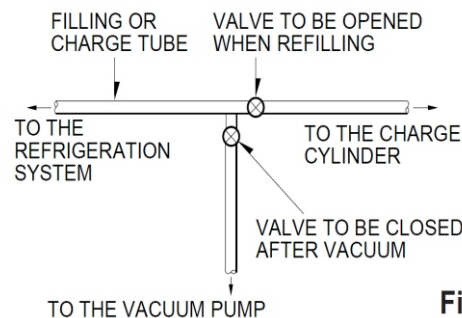 FILLING OR
CHARGE TUBE
VALVE TO BE OPENED
WHEN REFILLING
TO THE
REFRIGERATION
SYSTEM
TO THE CHARGE
CYLINDER
VALVE TO BE CLOSED
AFTER VACUUM
TO THE VACUUM PUMP
Fi